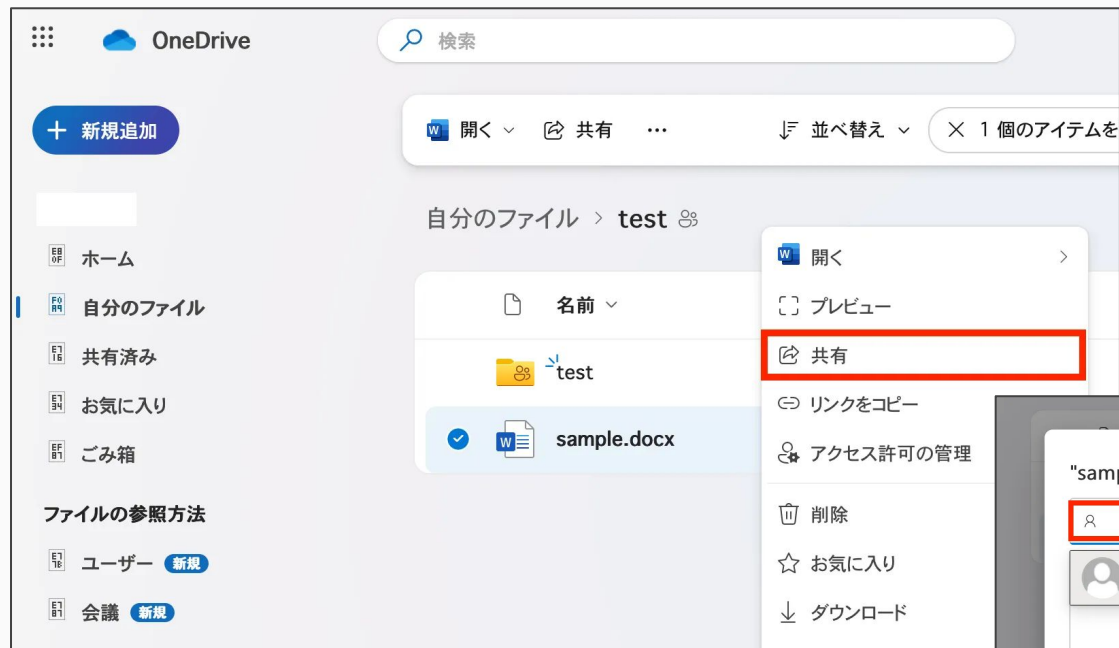 OneDrive
検索
新規追加
開く 共有 ... 並べ替え 1 個のアイテムを
自分のファイル > test
ホーム
自分のファイル
共有済み
お気に入り
ごみ箱
ファイルの参照方法
ユーザー 新規
会議 新規
名前
test
sample.docx
開く
プレビュー
共有
リンクをコピー
アクセス許可の管理
削除
お気に入り
ダウンロード
"samp